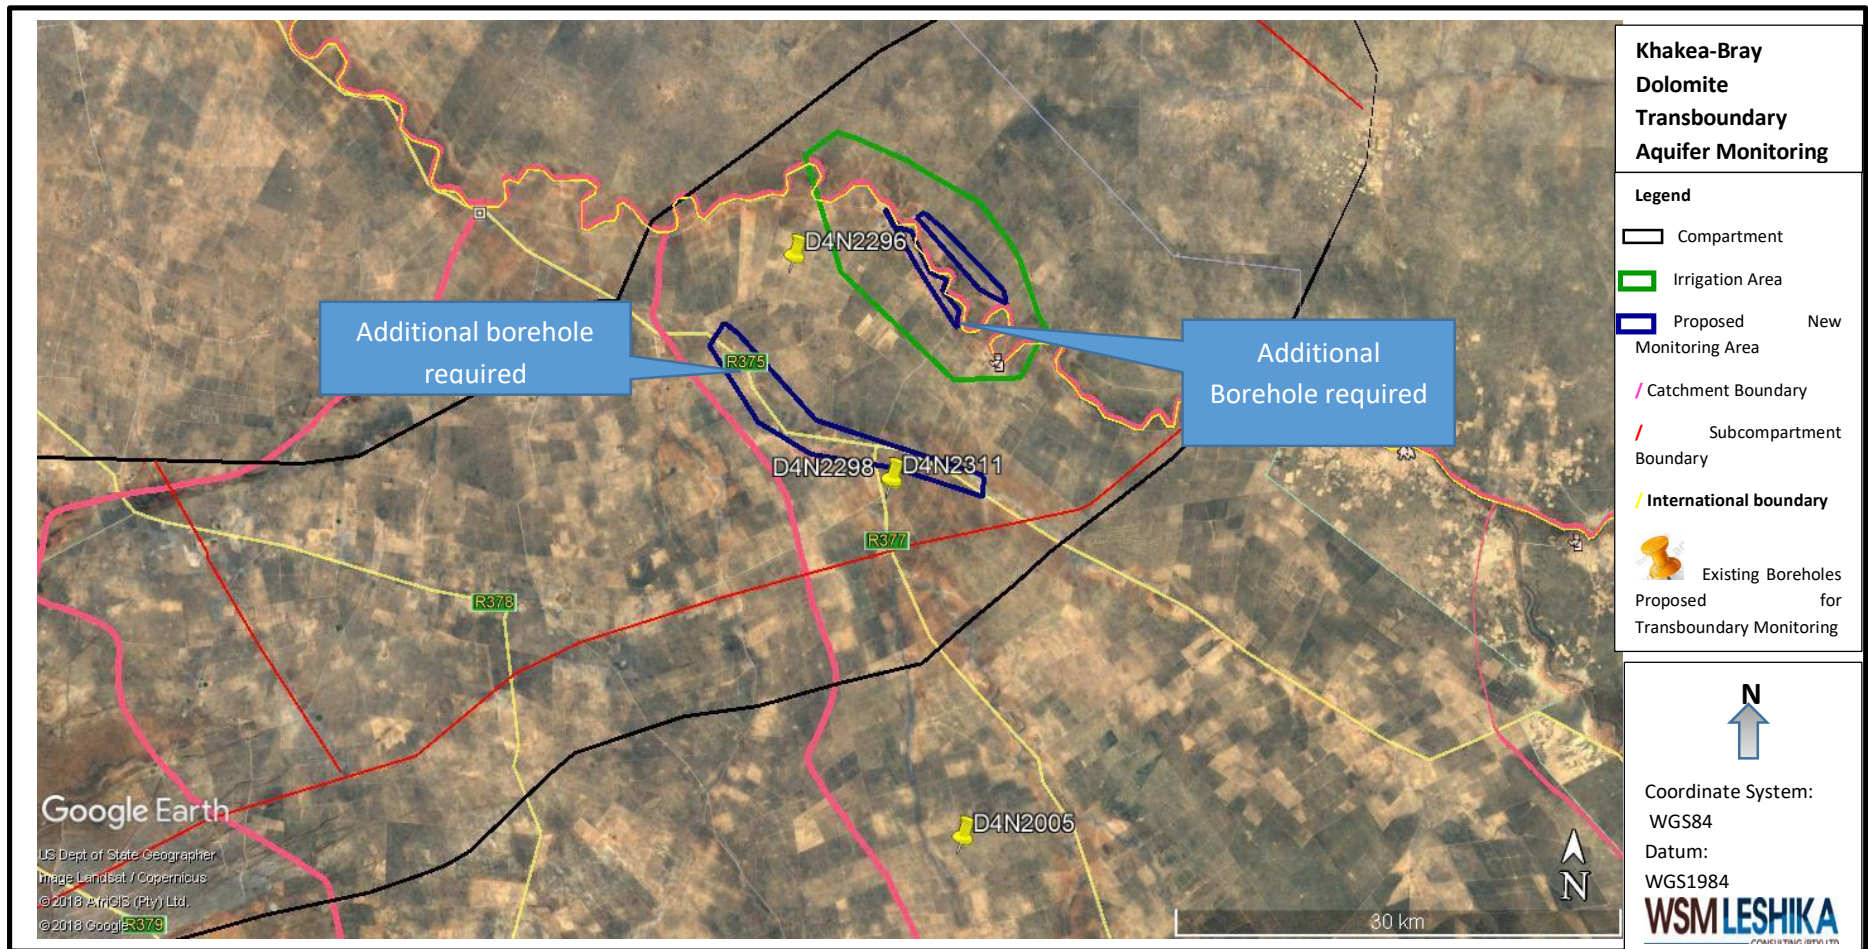 Khakea-Bray
Dolomite
Transboundary
Aquifer Monitoring
Legend
Compartment
Irrigation Area
Proposed New
Monitoring Area
Catchment Boundary
Subcompartment
Boundary
International boundary
Existing Boreholes
Proposed for
Transboundary Monitoring
N
Coordinate System:
WGS84
Datum:
WGS1984
WSM LESHIKA
CONSULTING (PTY) LTD
D4N2296
Additional borehole
required
R375
Additional
Borehole required
D4N2298
D4N2311
R377
R378
D4N2005
Google Earth
US Dept of State Geographer
Image Landsat / Copernicus
© 2018 AfriGIS (Pty) Ltd.
© 2018 Google
R379
N
30 km